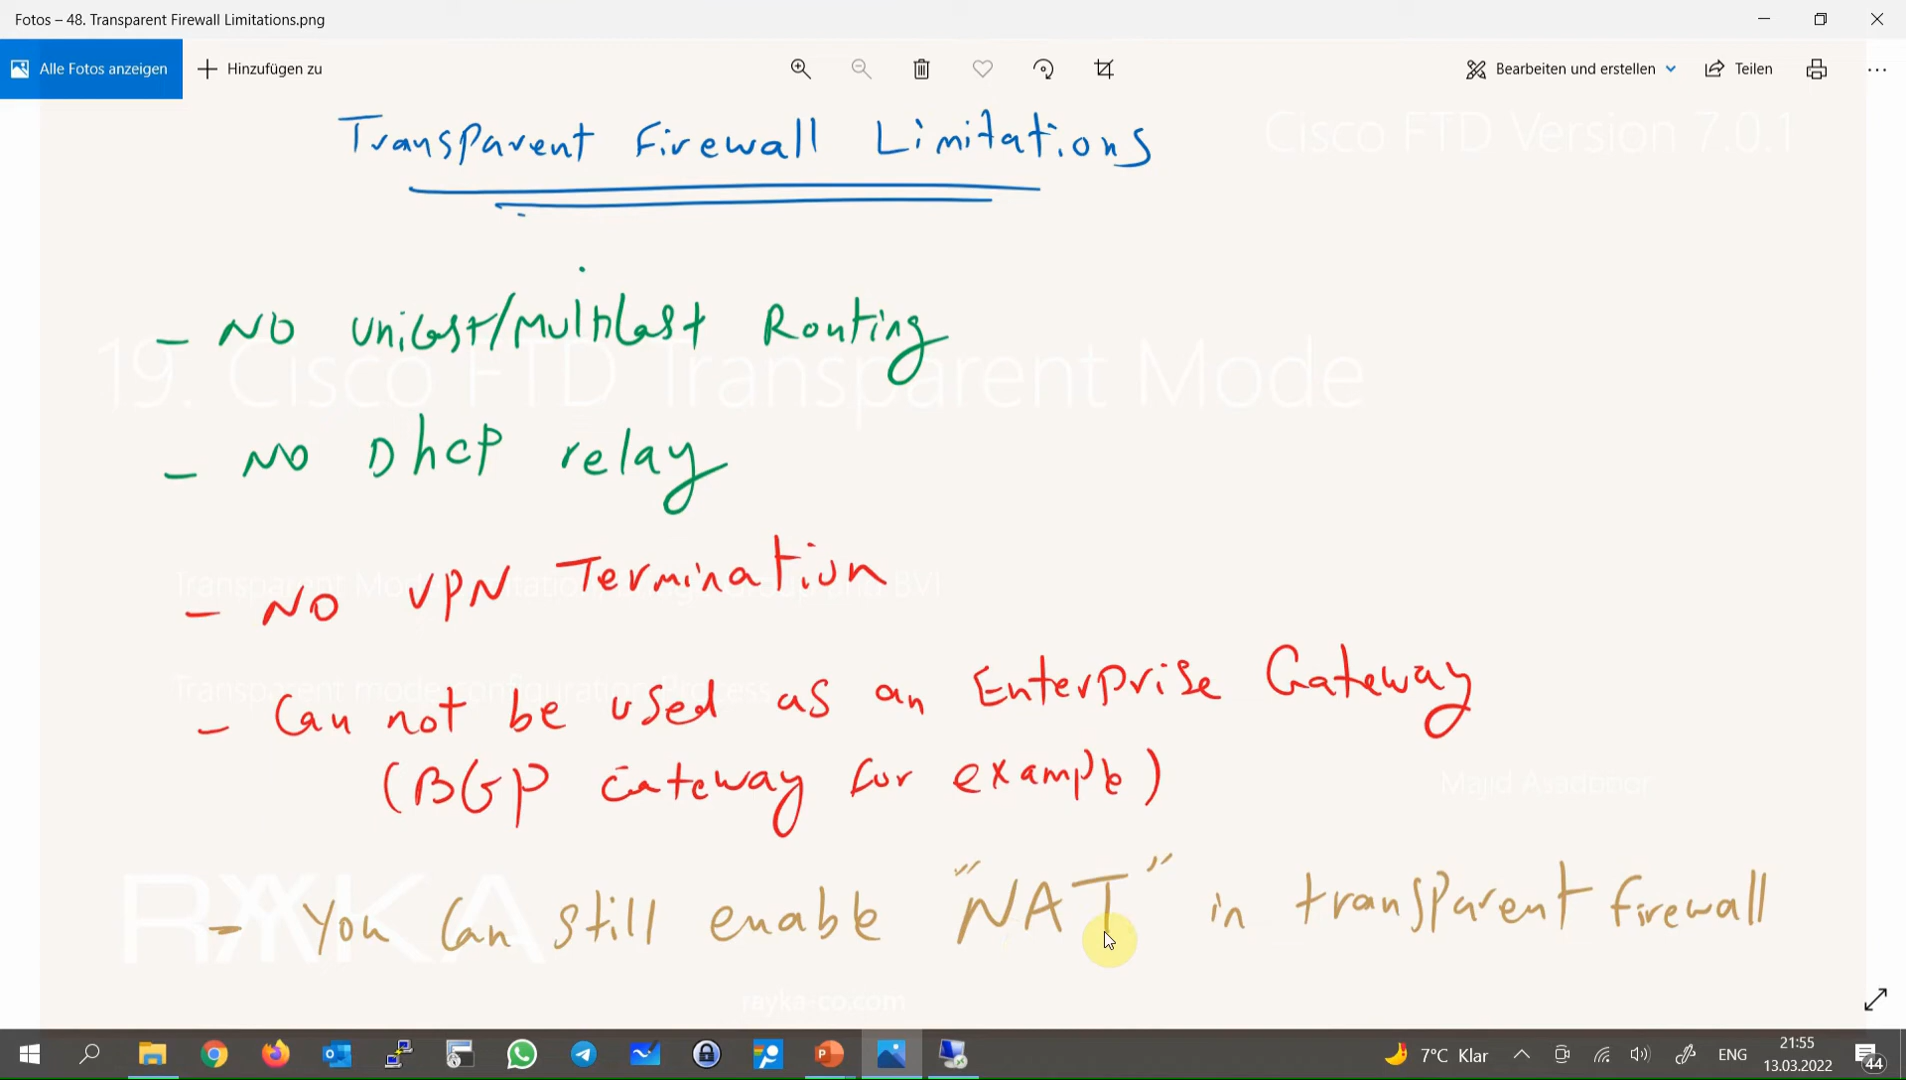 Fotos – 48. Transparent Firewall Limitations.png
Alle Fotos anzeigen
Hinzufügen zu
Bearbeiten und erstellen
Teilen
Transparent Firewall Limitations
Cisco FTD Version 7.0.1
- NO Unicast/Multicast Routing
19. Cisco FTD Transparent Mode
- NO Dhcp relay
- NO VPN Termination
- Can not be used as an Enterprise Gateway
(BGP Gateway for example)
Majid Asadpoor
- You Can still enable "NAT" in transparent firewall
RAYKA
rayka-co.com
7°C Klar
ENG
21:55
13.03.2022
44